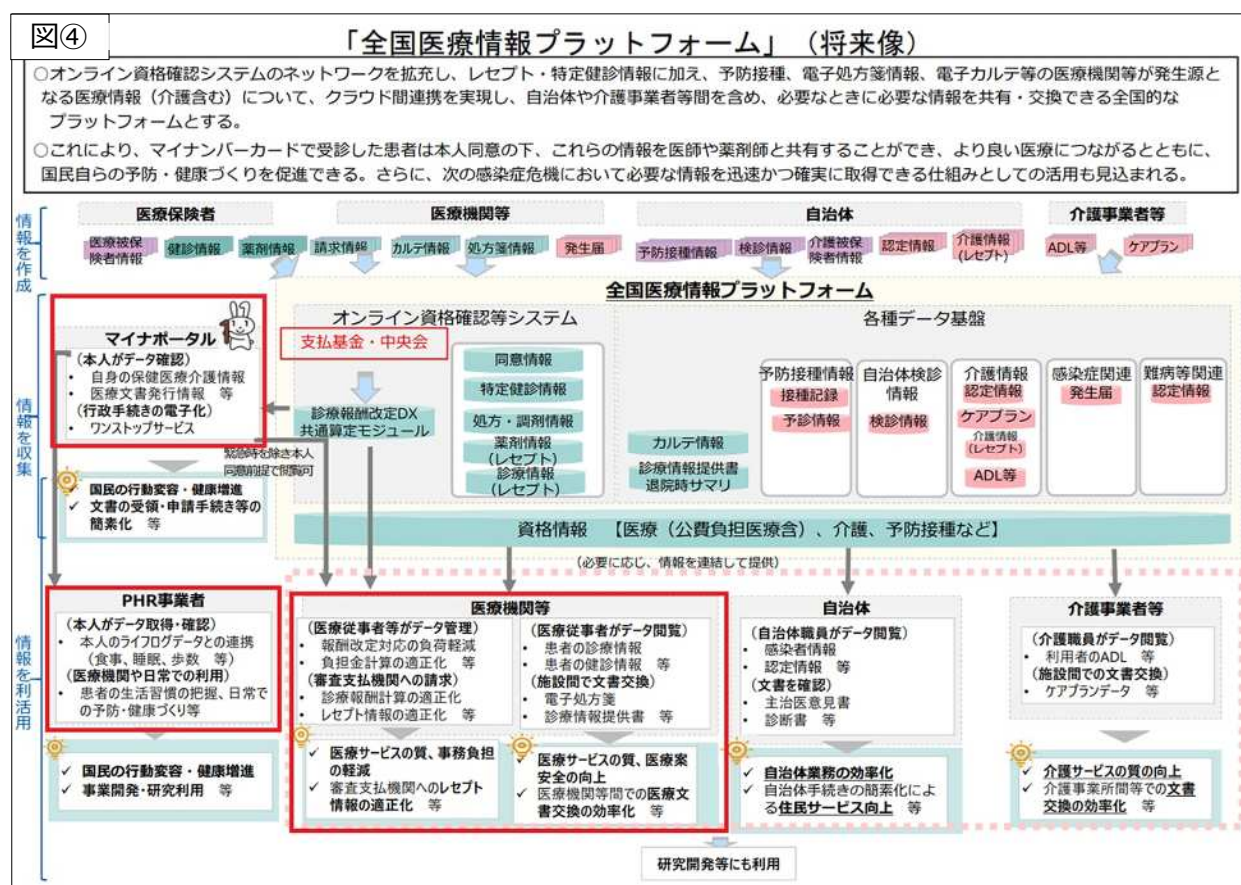 図④
「全国医療情報プラットフォーム」（将来像）
○オンライン資格確認システムのネットワークを拡充し、レセプト・特定健診情報に加え、予防接種、電子処方箋情報、電子カルテ等の医療機関等が発生源と
なる医療情報（介護含む）について、クラウド間連携を実現し、自治体や介護事業者等間を含め、必要なときに必要な情報を共有・交換できる全国的な
プラットフォームとする。
○これにより、マイナンバーカードで受診した患者は本人同意の下、これらの情報を医師や薬剤師と共有することができ、より良い医療につながるとともに、
国民自らの予防・健康づくりを促進できる。さらに、次の感染症危機において必要な情報を迅速かつ確実に取得できる仕組みとしての活用も見込まれる。
情報を作成
医療保険者
医療被保
険者情報
健診情報
薬剤情報
医療機関等
請求情報
カルテ情報
処方箋情報
発生届
自治体
予防接種情報
検診情報
介護被保
険者情報
認定情報
介護情報
(レセプト)
介護事業者等
ADL等
ケアプラン
情報を収集
マイナポータル
(本人がデータ確認)
・ 自身の保健医療介護情報
・ 医療文書発行情報 等
(行政手続きの電子化)
・ ワンストップサービス
✓ 国民の行動変容・健康増進
✓ 文書の受領・申請手続き等の
簡素化 等
全国医療情報プラットフォーム
オンライン資格確認等システム
支払基金・中央会
診療報酬改定DX
共通算定モジュール
緊急時を除き本人
同意前提で閲覧可
同意情報
特定健診情報
処方・調剤情報
薬剤情報
(レセプト)
診療情報
(レセプト)
各種データ基盤
カルテ情報
診療情報提供書
退院時サマリ
予防接種情報
接種記録
予診情報
自治体検診
情報
検診情報
介護情報
認定情報
ケアプラン
介護情報
(レセプト)
ADL等
感染症関連
発生届
難病等関連
認定情報
資格情報 【医療（公費負担医療含）、介護、予防接種など】
（必要に応じ、情報を連結して提供）
情報を利活用
PHR事業者
(本人がデータ取得・確認)
・ 本人のライフログデータとの連携
（食事、睡眠、歩数 等）
(医療機関や日常での利用)
・ 患者の生活習慣の把握、日常で
の予防・健康づくり等
✓ 国民の行動変容・健康増進
✓ 事業開発・研究利用 等
医療機関等
(医療従事者等がデータ管理)
・ 報酬改定対応の負荷軽減
・ 負担金計算の適正化 等
(審査支払機関への請求)
・ 診療報酬計算の適正化
・ レセプト情報の適正化 等
✓ 医療サービスの質、事務負担
の軽減
✓ 審査支払機関へのレセプト
情報の適正化 等
(医療従事者がデータ閲覧)
・ 患者の診療情報
・ 患者の健診情報 等
(施設間で文書交換)
・ 電子処方箋
・ 診療情報提供書 等
✓ 医療サービスの質、医療案
安全の向上
✓ 医療機関等間での医療文
書交換の効率化 等
自治体
(自治体職員がデータ閲覧)
・ 感染者情報
・ 認定情報 等
(文書を確認)
・ 主治医意見書
・ 診断書 等
✓ 自治体業務の効率化
✓ 自治体手続きの簡素化によ
る住民サービス向上 等
介護事業者等
(介護職員がデータ閲覧)
・ 利用者のADL 等
(施設間での文書交換)
・ ケアプランデータ 等
✓ 介護サービスの質の向上
✓ 介護事業所間等での文書
交換の効率化 等
研究開発等にも利用